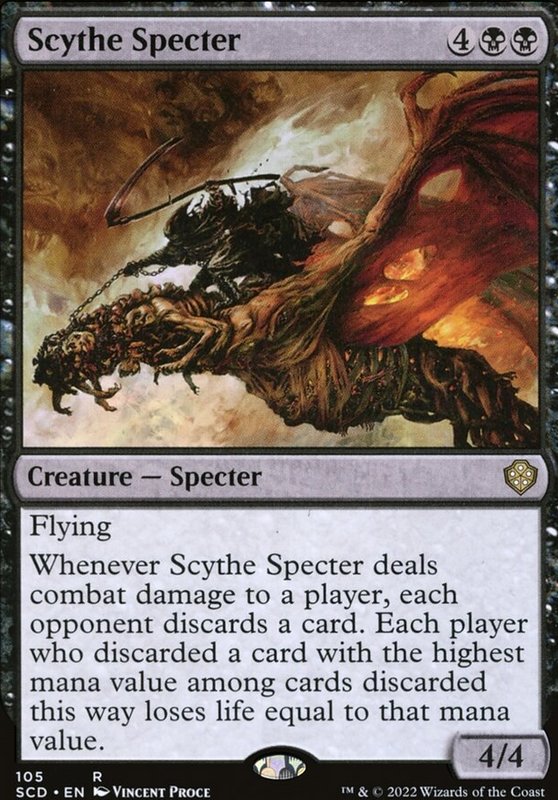 Scythe Specter 4
Creature — Specter
Flying
Whenever Scythe Specter deals
combat damage to a player, each
opponent discards a card. Each player
who discarded a card with the highest
mana value among cards discarded
this way loses life equal to that mana
value.
4/4
105 R
SCD • EN Vincent Proce ™ & © 2022 Wizards of the Coast